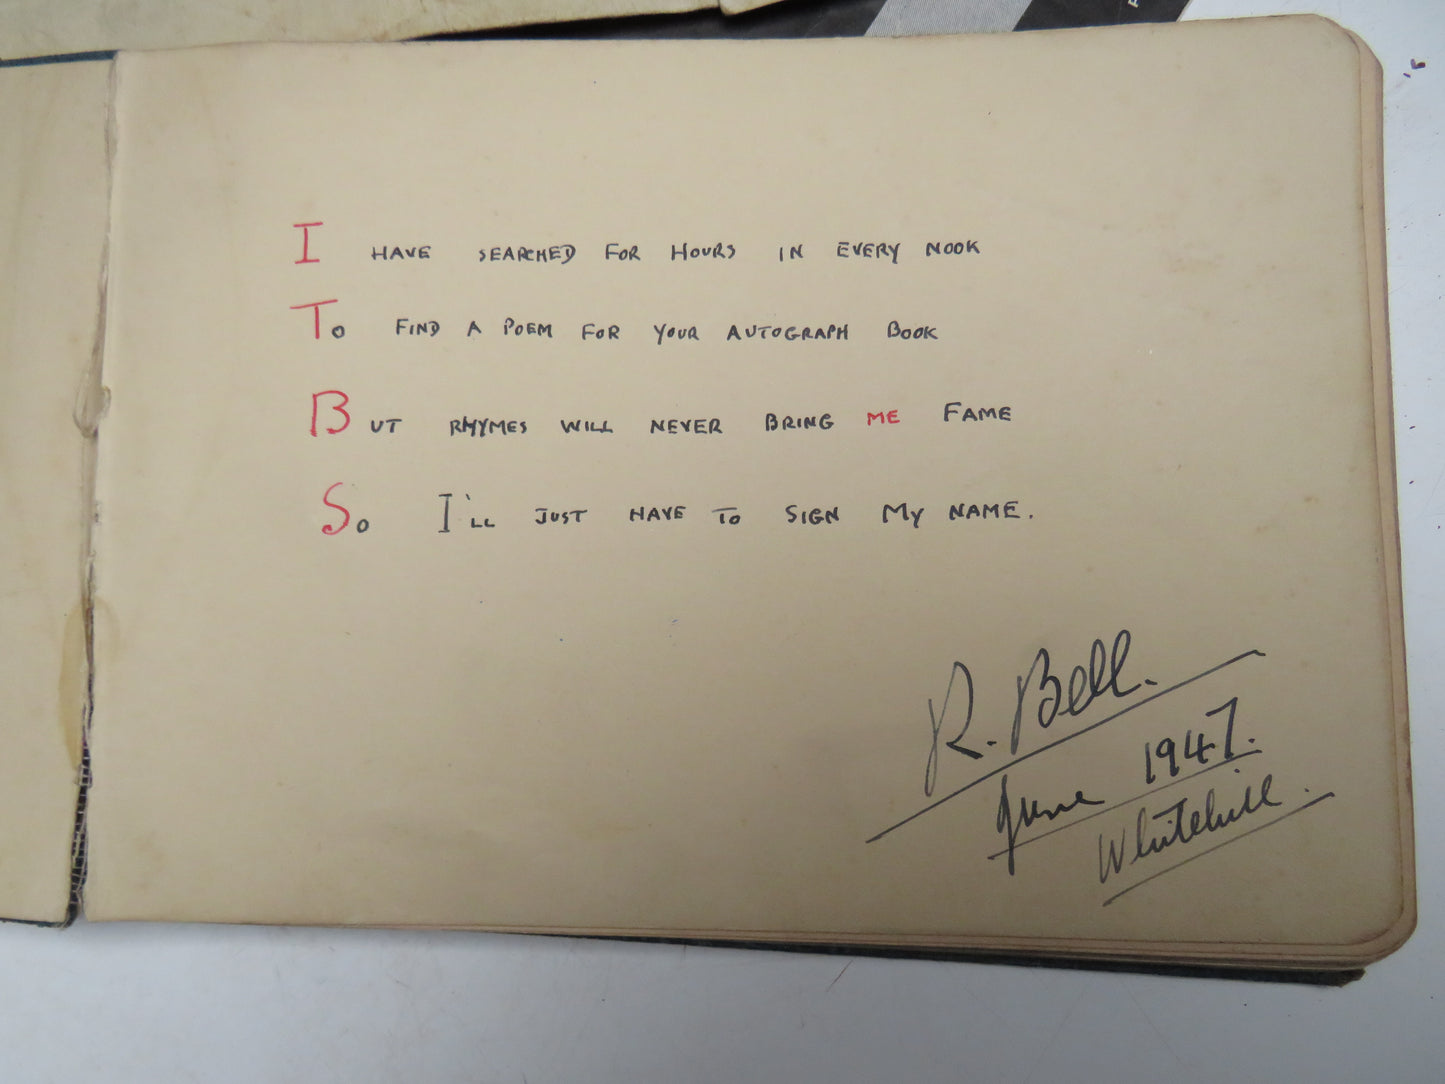 I HAVE SEARCHED FOR HOURS IN EVERY NOOK
TO FIND A POEM FOR YOUR AUTOGRAPH BOOK
BUT RHYMES WILL NEVER BRING ME FAME
SO I'LL JUST HAVE TO SIGN MY NAME.
R. Bell.
June 1947.
Whitehill.